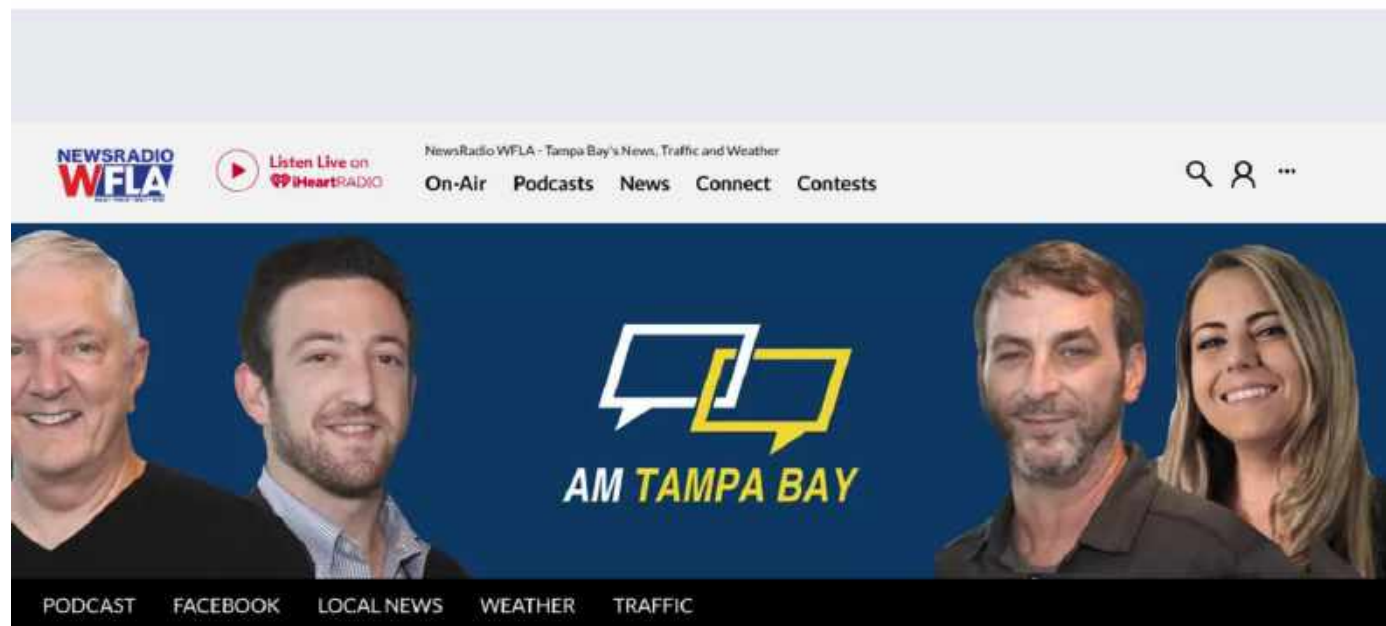 NEWSRADIO
WFLA
Listen Live on
iHeartRADIO
NewsRadio WFLA - Tampa Bay's News, Traffic and Weather
On-Air Podcasts News Connect Contests
AM TAMPA BAY
PODCAST FACEBOOK LOCAL NEWS WEATHER TRAFFIC